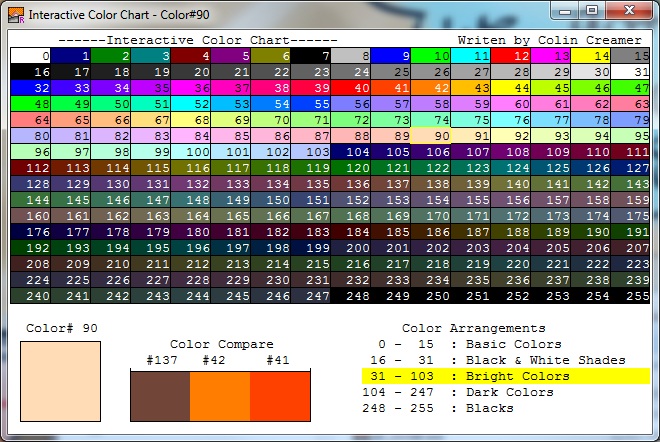 Interactive Color Chart - Color#90
------Interactive Color Chart------ Writen by Colin Creamer
0 1 2 3 4 5 6 7 8 9 10 11 12 13 14 15
16 17 18 19 20 21 22 23 24 25 26 27 28 29 30 31
32 33 34 35 36 37 38 39 40 41 42 43 44 45 46 47
48 49 50 51 52 53 54 55 56 57 58 59 60 61 62 63
64 65 66 67 68 69 70 71 72 73 74 75 76 77 78 79
80 81 82 83 84 85 86 87 88 89 90 91 92 93 94 95
96 97 98 99 100 101 102 103 104 105 106 107 108 109 110 111
112 113 114 115 116 117 118 119 120 121 122 123 124 125 126 127
128 129 130 131 132 133 134 135 136 137 138 139 140 141 142 143
144 145 146 147 148 149 150 151 152 153 154 155 156 157 158 159
160 161 162 163 164 165 166 167 168 169 170 171 172 173 174 175
176 177 178 179 180 181 182 183 184 185 186 187 188 189 190 191
192 193 194 195 196 197 198 199 200 201 202 203 204 205 206 207
208 209 210 211 212 213 214 215 216 217 218 219 220 221 222 223
224 225 226 227 228 229 230 231 232 233 234 235 236 237 238 239
240 241 242 243 244 245 246 247 248 249 250 251 252 253 254 255
Color# 90
Color Compare
#137 #42 #41
Color Arrangements
0 - 15 : Basic Colors
16 - 31 : Black & White Shades
31 - 103 : Bright Colors
104 - 247 : Dark Colors
248 - 255 : Blacks